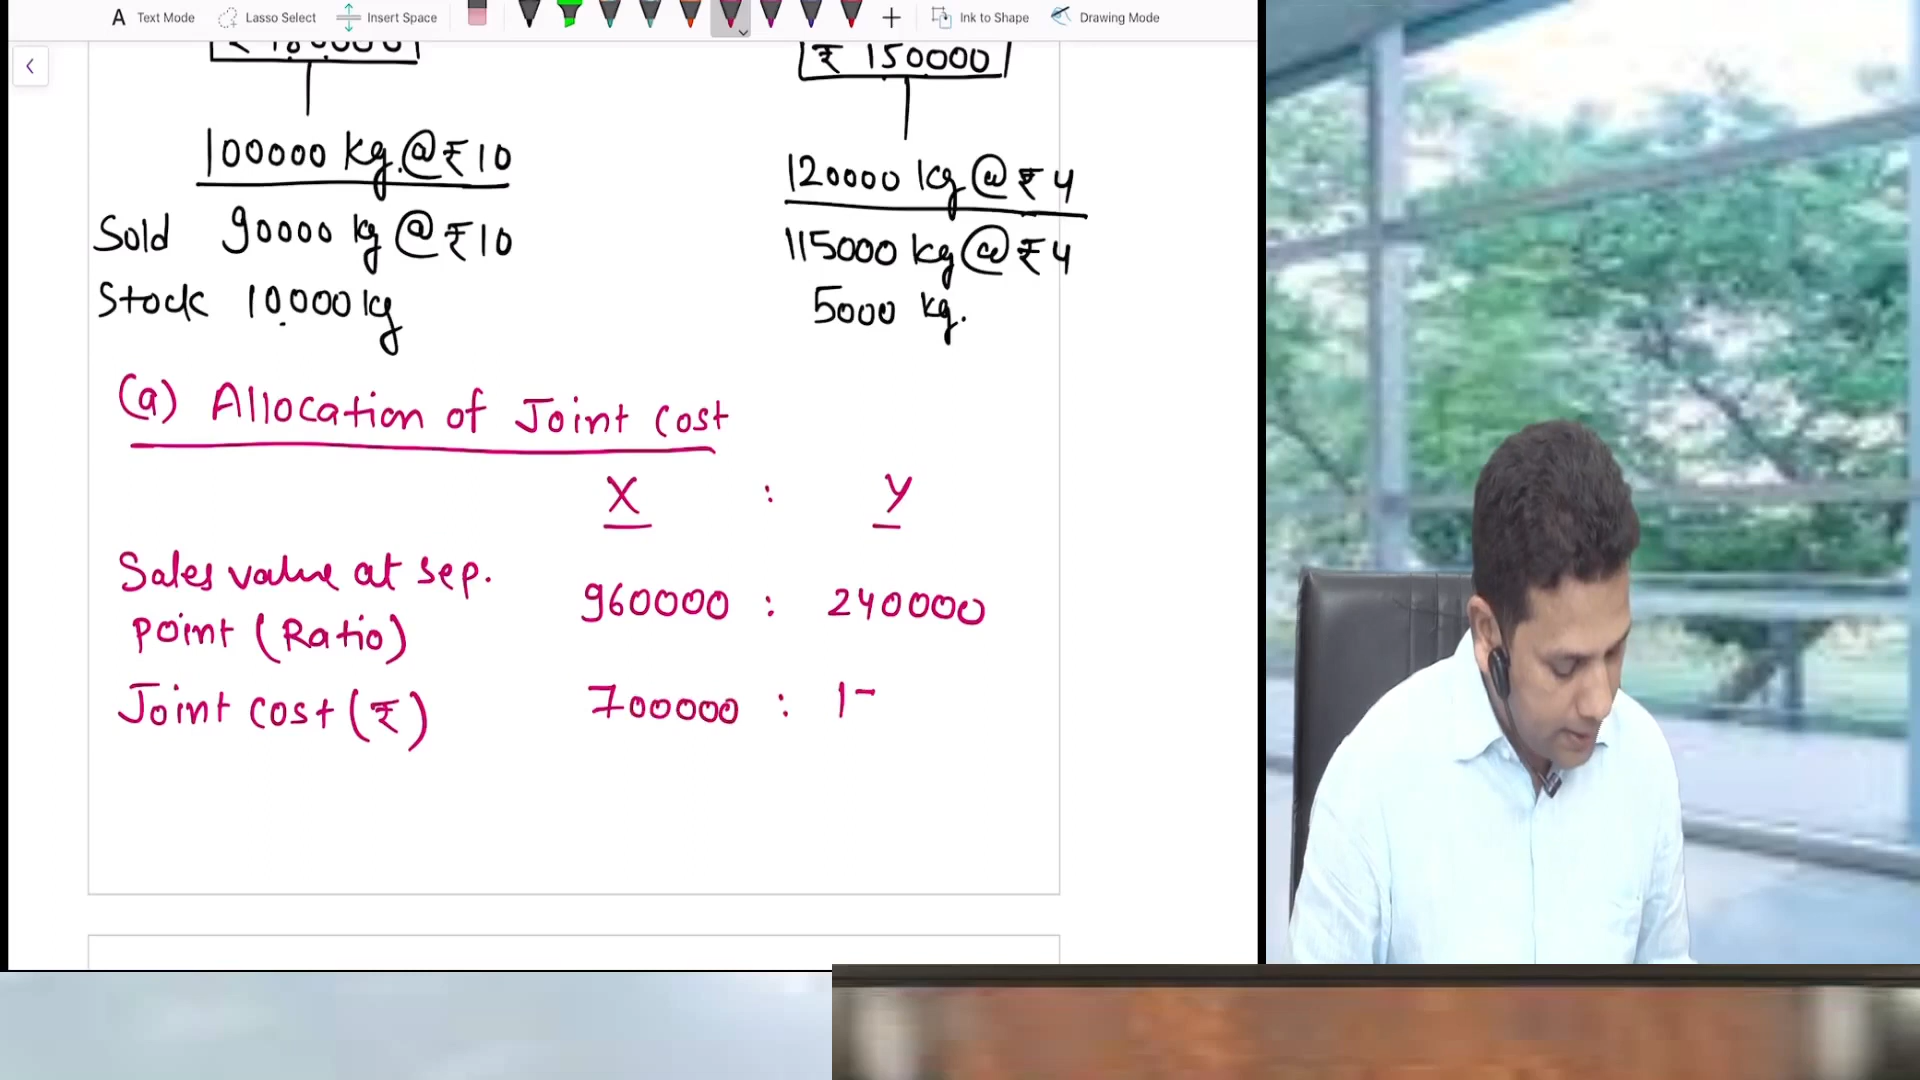 A Text Mode Lasso Select Insert Space Ink to Shape Drawing Mode
₹ 150000
100000 kg.@₹10 120000 kg@₹4
Sold 90000 kg@₹10 115000 kg@₹4
Stock 10000kg 5000 kg.
(a) Allocation of Joint Cost
X : Y
Sales value at sep. 960000 : 240000
point (Ratio)
Joint cost (₹) 700000 : 1